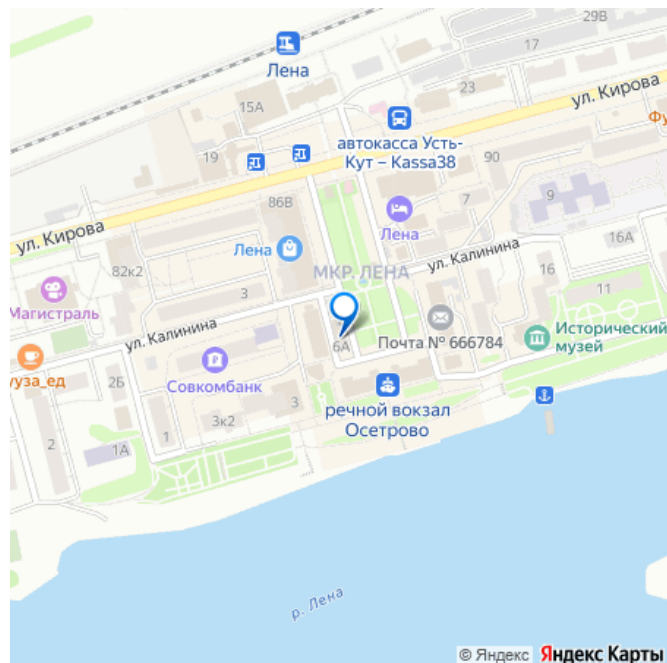 29В
17
Лена
23
ул. Кирова
15А
автокасса Усть-
Кут – Kassa38
Фу
19
90
86В
9
7
Лена
ул. Кирова
Лена
16А
ул. Калинина
МКР. ЛЕНА
82к2
16
11
3
Магистраль
ул. Калинина
Почта № 666784
Исторический
музей
6А
ууза_ед
Совкомбанк
2Б
речной вокзал
Осетрово
3
3к2
1
2
1А
р. Лена
© Яндекс Яндекс Карты